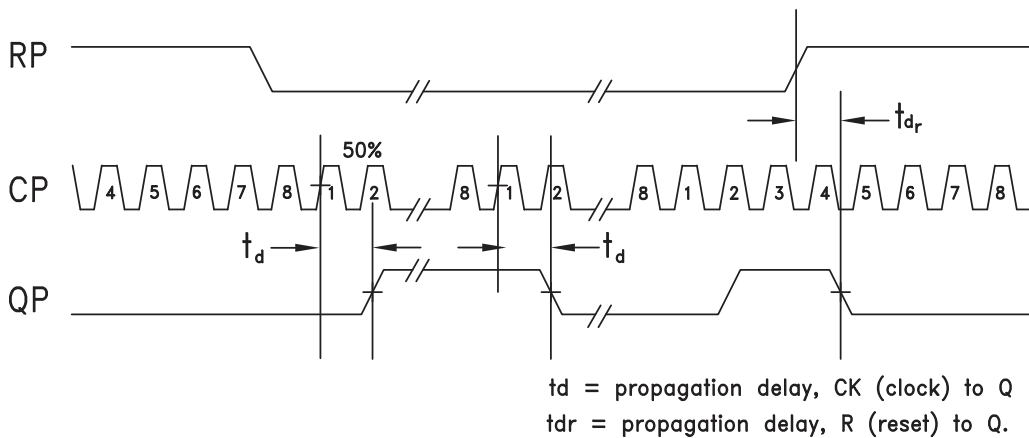 RP
t_dr
50%
CP 4 5 6 7 8 1 2 8 1 2 8 1 2 3 4 5 6 7 8
t_d t_d
QP
td = propagation delay, CK (clock) to Q
tdr = propagation delay, R (reset) to Q.